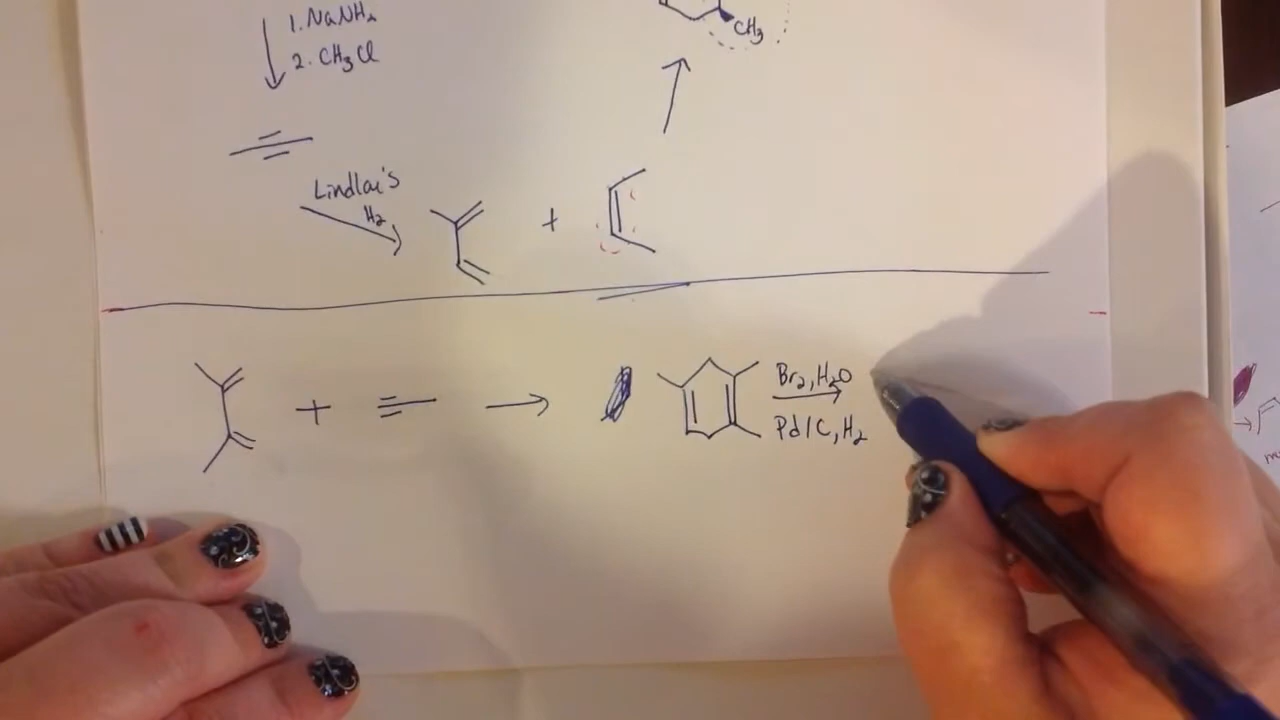 1. NaNH₂
2. CH₃Cl
CH₃
Lindlar's
H₂
+
+
Br₂, H₂O
Pd/C, H₂